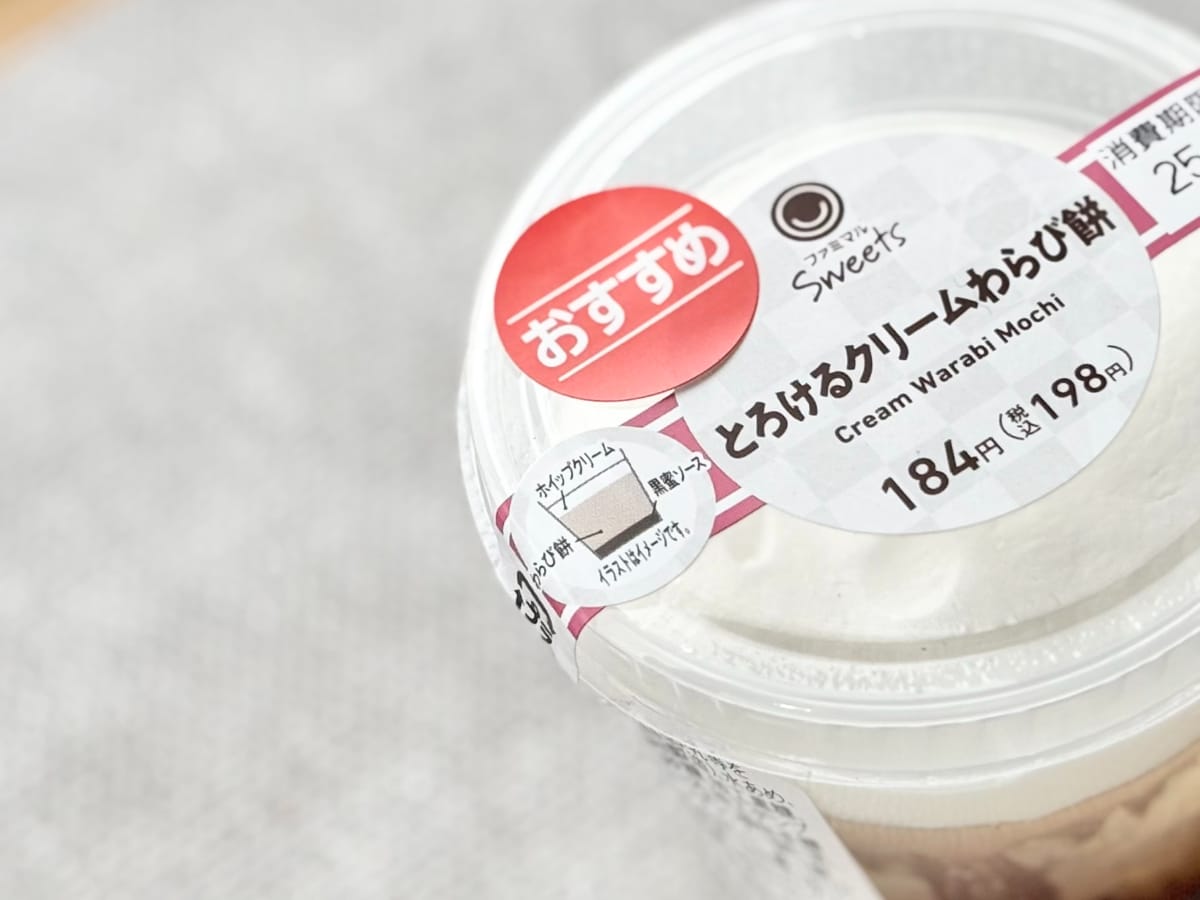 おすすめ
ファミマル
Sweets
とろけるクリームわらび餅
Cream Warabi Mochi
184円(税込198円)
消費期限
25
ホイップクリーム
黒蜜ソース
わらび餅
イラストはイメージです。